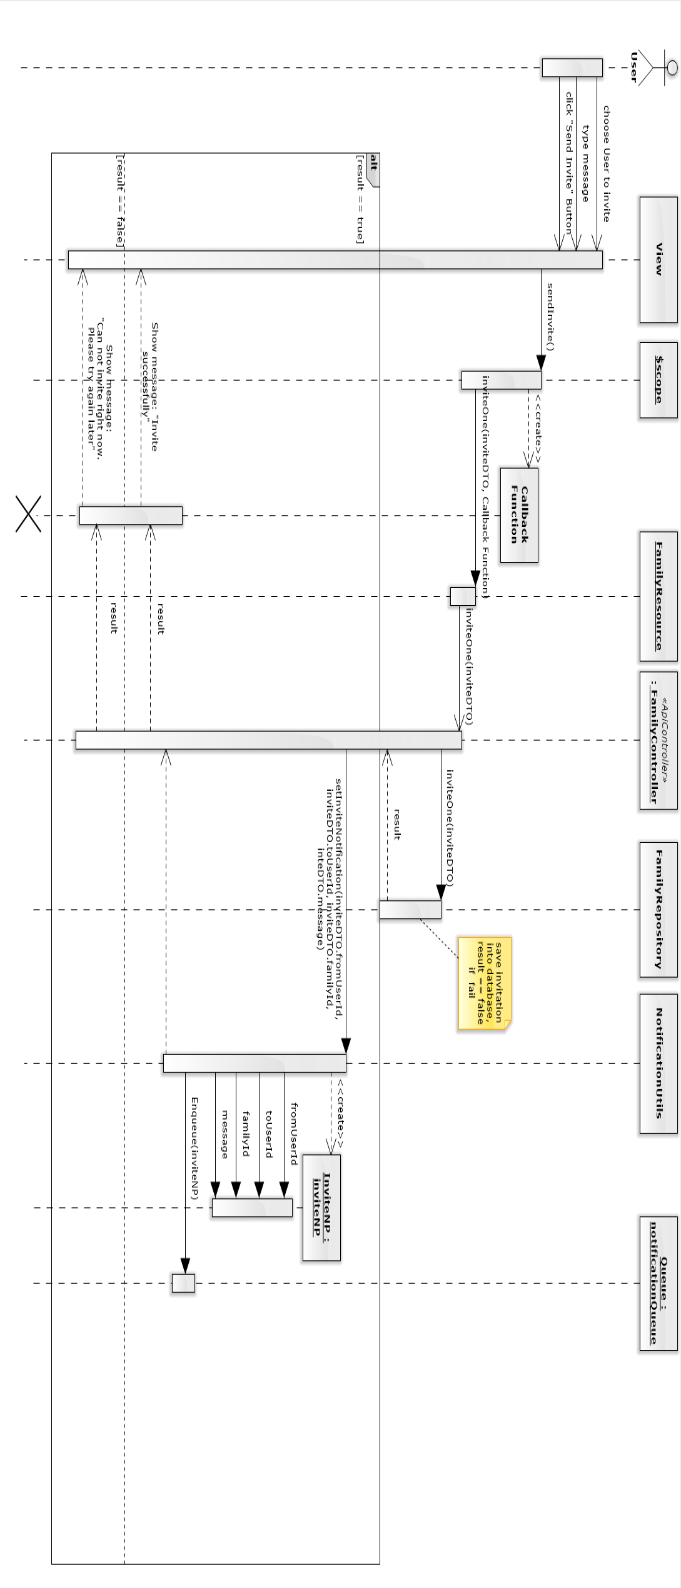 User
View
$scope
FamilyResource
«ApiController»
: FamilyController
FamilyRepository
NotificationUtils
Queue :
notificationQueue
choose User to invite
type message
click "Send Invite" Button
sendInvite()
<<create>>
Callback
Function
inviteOne(inviteDTO, Callback Function)
inviteOne(inviteDTO)
inviteOne(inviteDTO)
save invitation
into database,
result == false
if fail
result
alt
[result == true]
setInviteNotification(inviteDTO.fromUserId,
inviteDTO.toUserId, inviteDTO.familyId,
inteDTO.message)
<<create>>
InviteNP :
inviteNP
fromUserId
toUserId
familyId
message
Enqueue(inviteNP)
result
Show message: "Invite
successfully"
[result == false]
result
Show message:
"Can not invite right now.
Please try again later"